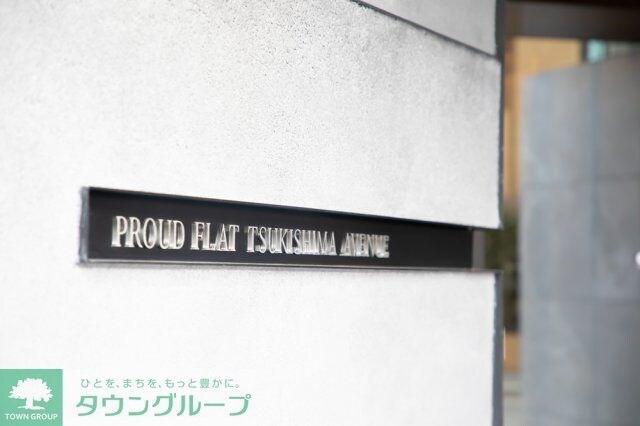 PROUD FLAT TSUKISHIMA AVENUE
ひとを、まちを、もっと豊かに。
TOWN GROUP
タウングループ